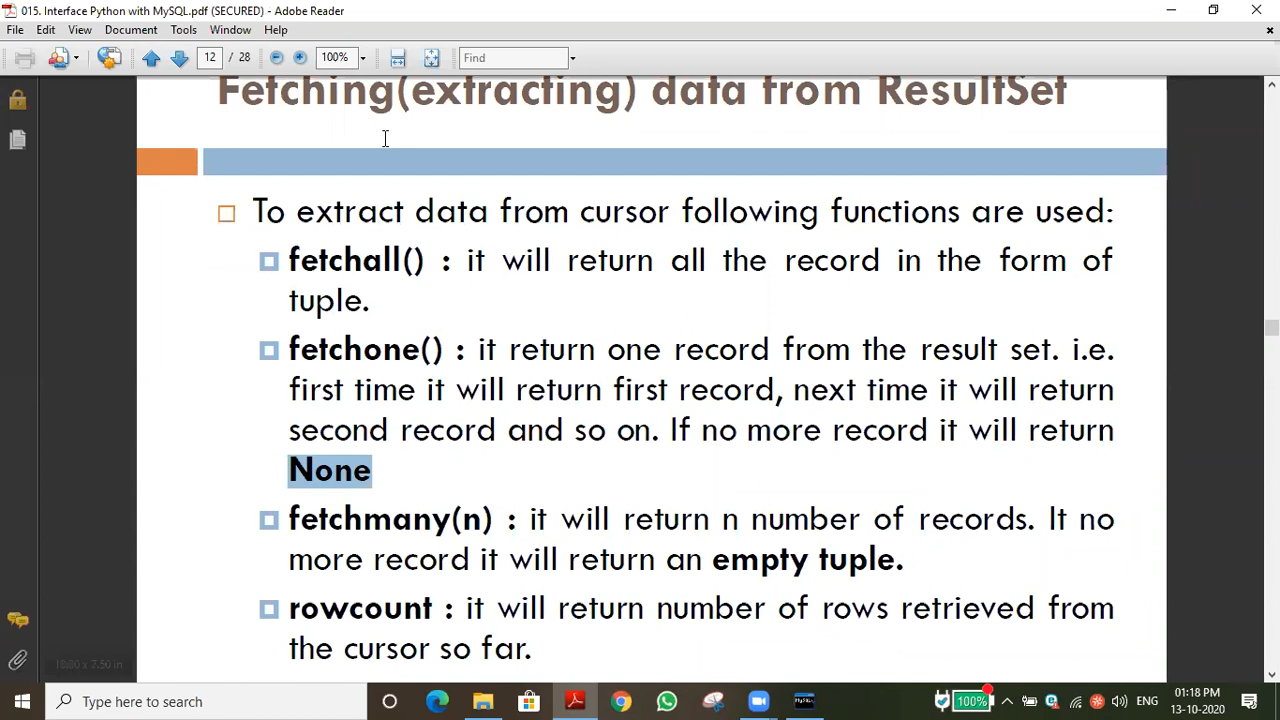 015. Interface Python with MySQL.pdf (SECURED) - Adobe Reader
File Edit View Document Tools Window Help
12 / 28 100% Find
Fetching(extracting) data from ResultSet
To extract data from cursor following functions are used:
fetchall() : it will return all the record in the form of
tuple.
fetchone() : it return one record from the result set. i.e.
first time it will return first record, next time it will return
second record and so on. If no more record it will return
None
fetchmany(n) : it will return n number of records. It no
more record it will return an empty tuple.
rowcount : it will return number of rows retrieved from
the cursor so far.
Type here to search
100%
ENG
01:18 PM
13-10-2020